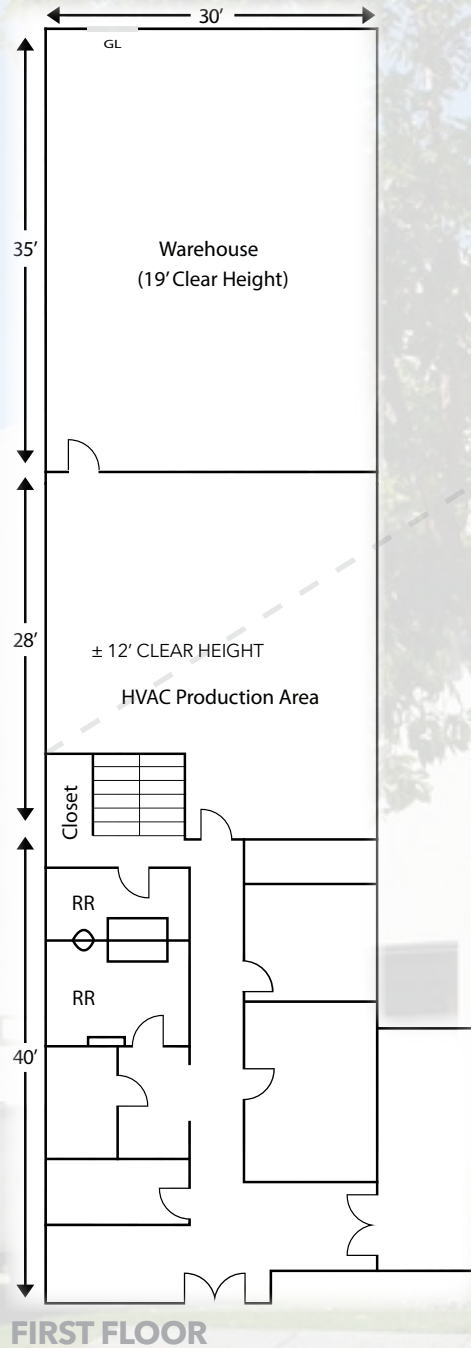 30’
GL
35’
Warehouse
(19’ Clear Height)
28’
± 12’ CLEAR HEIGHT
HVAC Production Area
Closet
RR
RR
40’
FIRST FLOOR